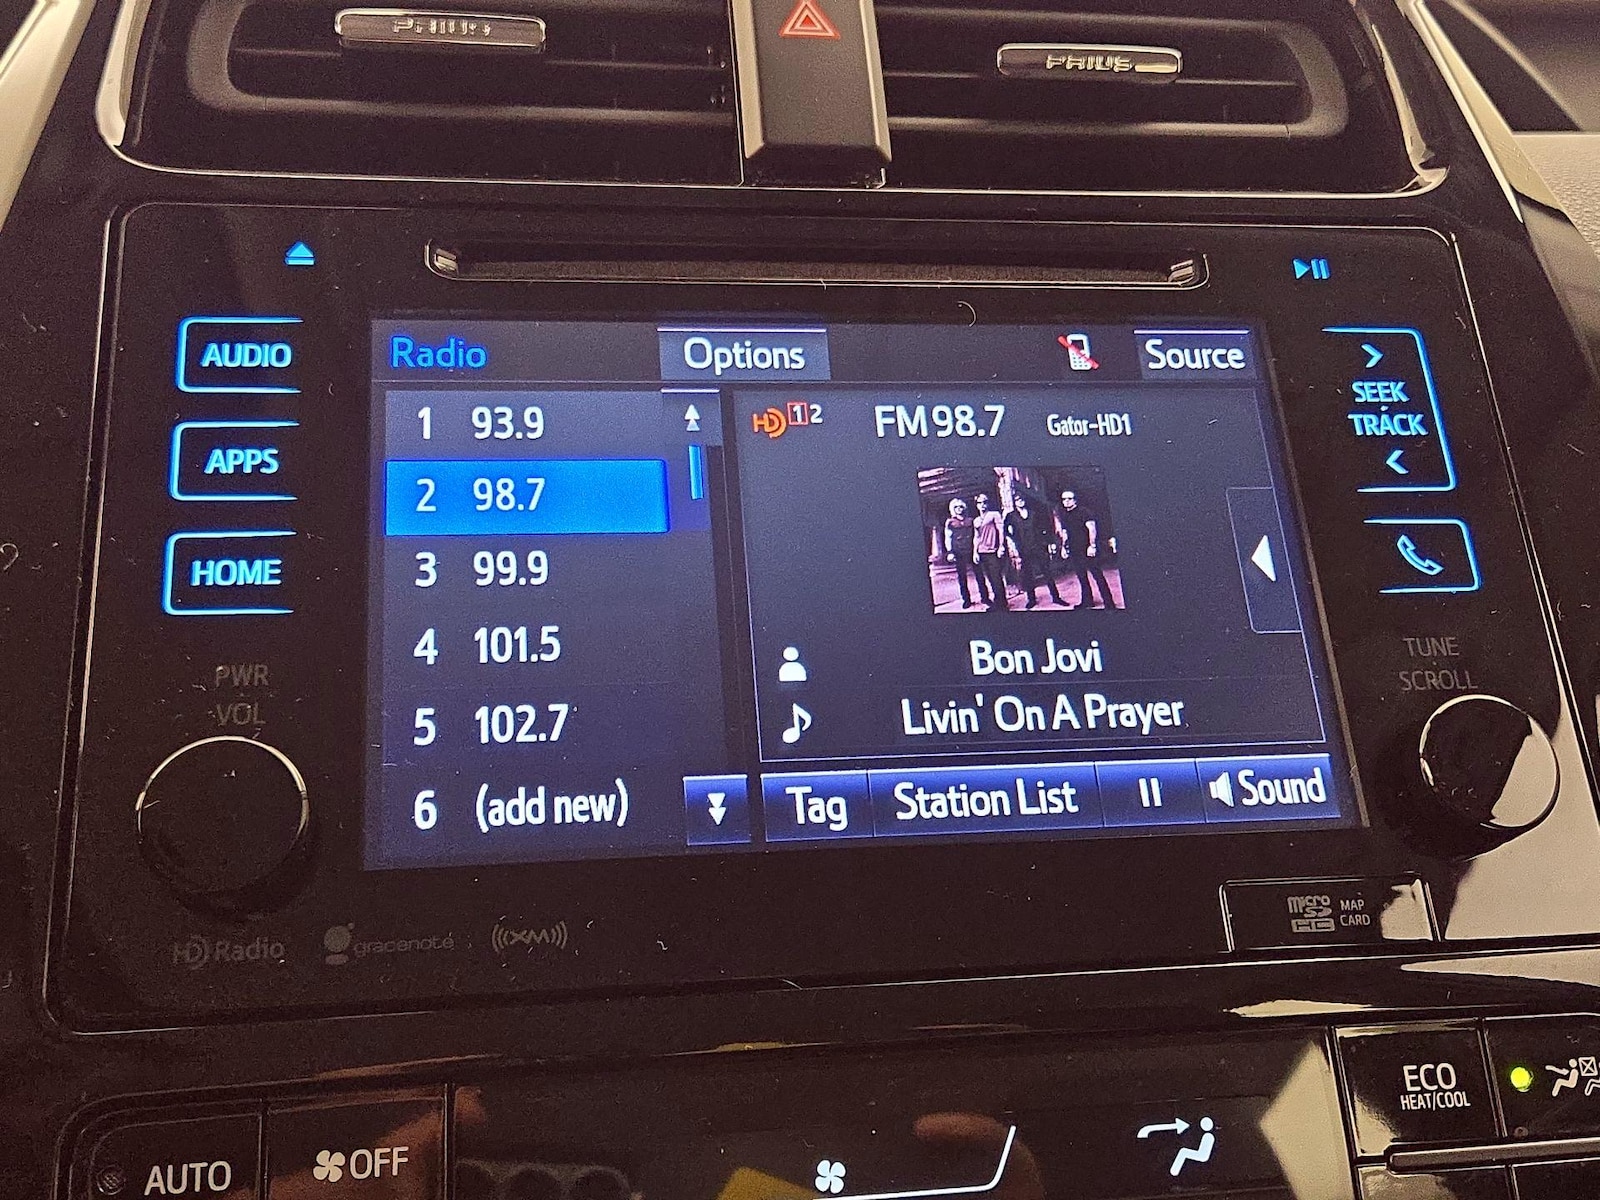 PRIUS
PRIUS
AUDIO
APPS
HOME
PWR
VOL
Radio
Options
Source
1 93.9
2 98.7
3 99.9
4 101.5
5 102.7
6 (add new)
HD 1 2
FM 98.7
Gator-HD1
Bon Jovi
Livin' On A Prayer
Tag
Station List
Sound
SEEK
TRACK
TUNE
SCROLL
HD Radio
gracenote
((XM))
micro SD HC
MAP
CARD
AUTO
OFF
ECO
HEAT/COOL